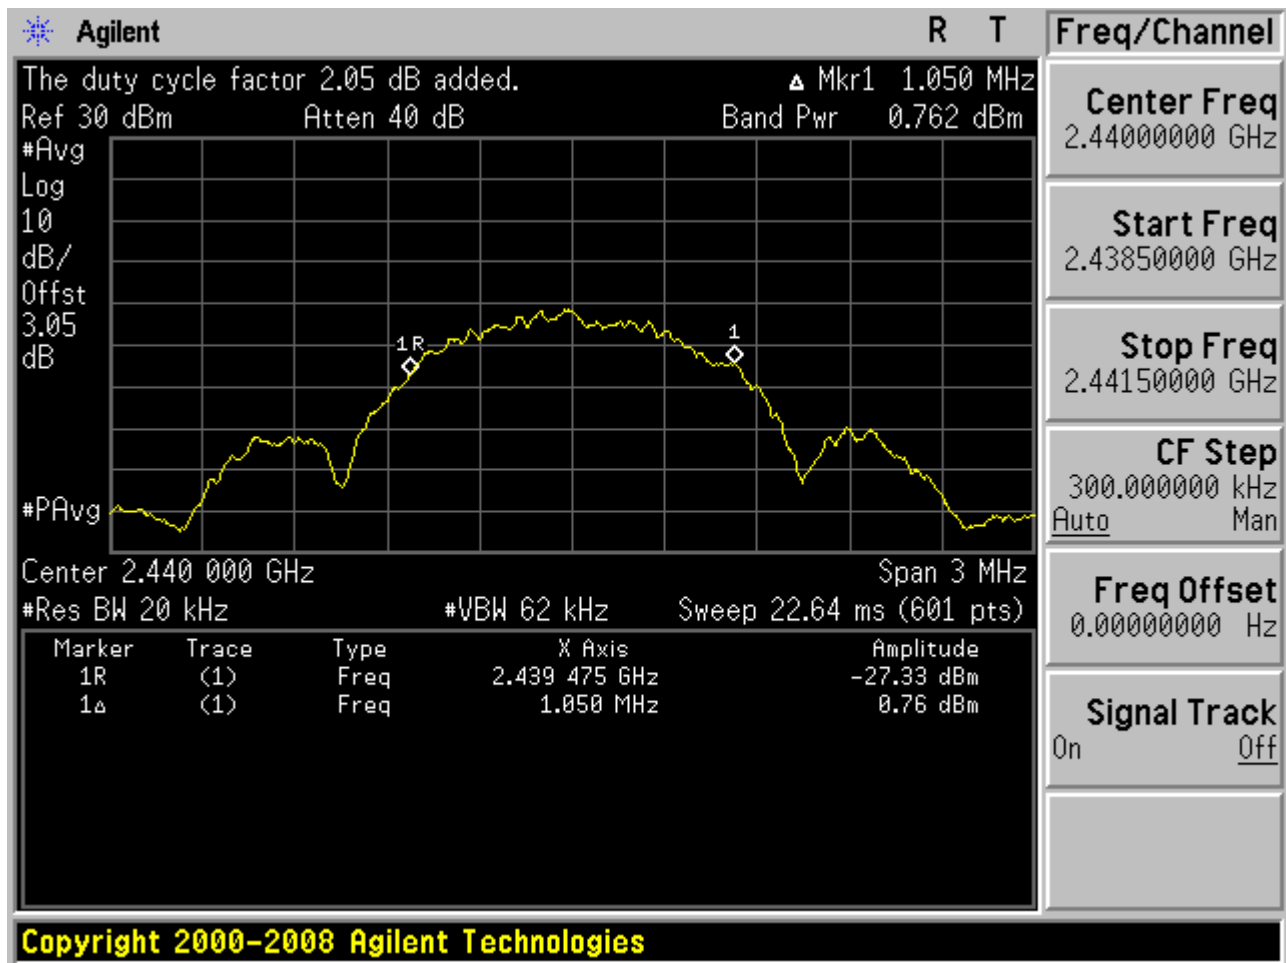 Agilent
R T
Freq/Channel
The duty cycle factor 2.05 dB added.
Δ Mkr1 1.050 MHz
Ref 30 dBm
Atten 40 dB
Band Pwr 0.762 dBm
#Avg
Log
10
dB/
Offst
3.05
dB
1R
1
#PAvg
Center 2.440 000 GHz
Span 3 MHz
#Res BW 20 kHz
#VBW 62 kHz
Sweep 22.64 ms (601 pts)
Marker Trace Type X Axis Amplitude
1R (1) Freq 2.439 475 GHz -27.33 dBm
1Δ (1) Freq 1.050 MHz 0.76 dBm
Center Freq
2.44000000 GHz
Start Freq
2.43850000 GHz
Stop Freq
2.44150000 GHz
CF Step
300.000000 kHz
Auto Man
Freq Offset
0.00000000 Hz
Signal Track
On Off
Copyright 2000-2008 Agilent Technologies